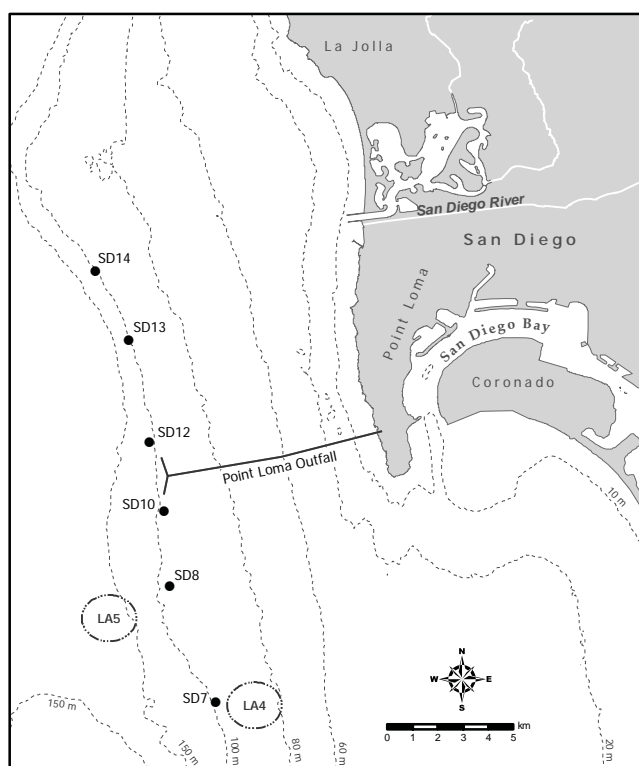 La Jolla
San Diego River
San Diego
SD14
Point Loma
SD13
San Diego Bay
Coronado
SD12
Point Loma Outfall
SD10
10 m
SD8
LA5
N
W E
S
SD7
LA4
150 m
150 m
100 m
80 m
60 m
20 m
km
0 1 2 3 4 5